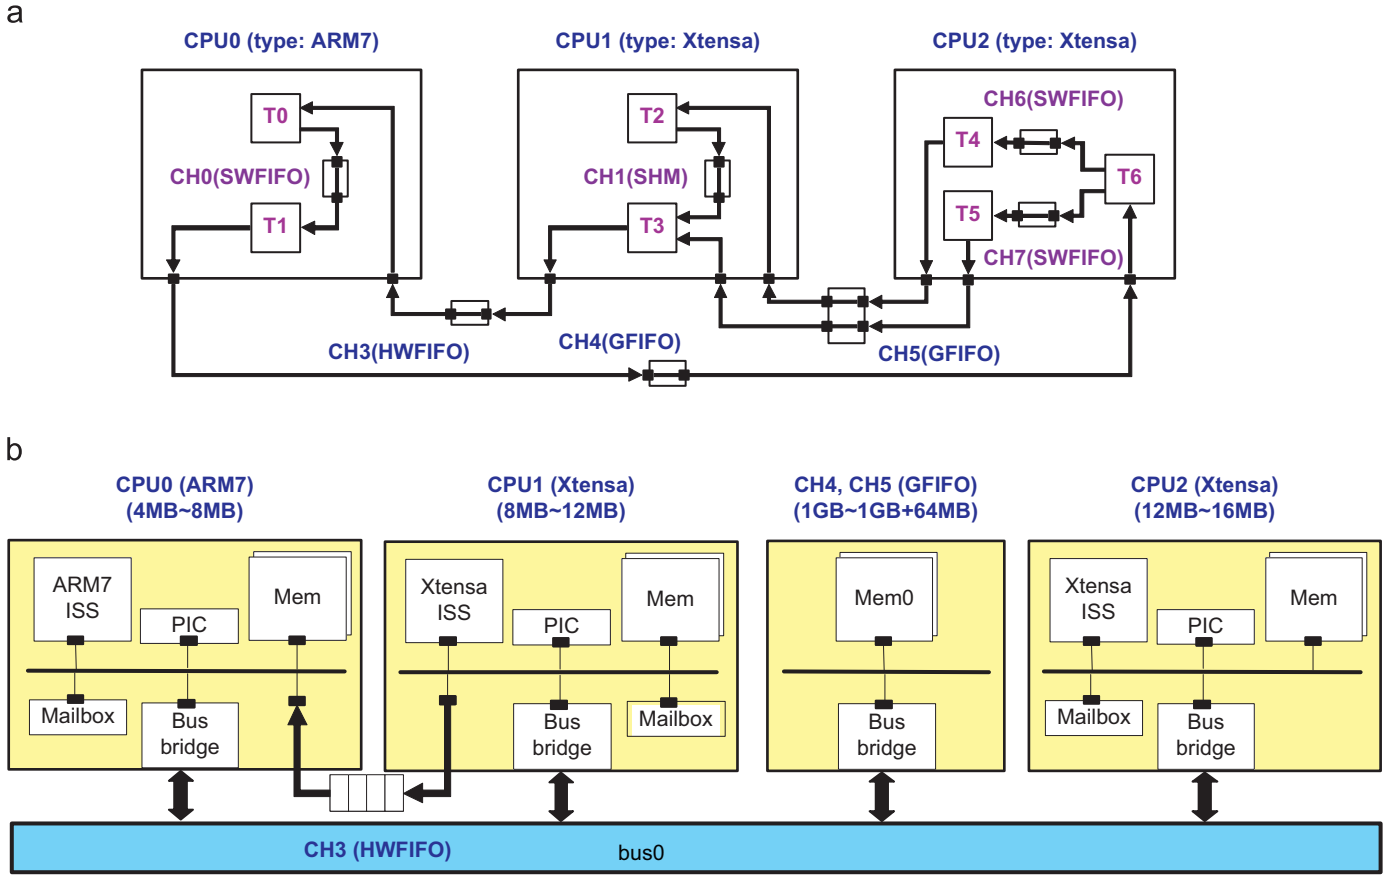 a
CPU0 (type: ARM7)
CPU1 (type: Xtensa)
CPU2 (type: Xtensa)
T0
CH0(SWFIFO)
T1
T2
CH1(SHM)
T3
CH6(SWFIFO)
T4
T6
T5
CH7(SWFIFO)
CH3(HWFIFO)
CH4(GFIFO)
CH5(GFIFO)
b
CPU0 (ARM7)
(4MB~8MB)
CPU1 (Xtensa)
(8MB~12MB)
CH4, CH5 (GFIFO)
(1GB~1GB+64MB)
CPU2 (Xtensa)
(12MB~16MB)
ARM7
ISS
PIC
Mem
Mailbox
Bus
bridge
Xtensa
ISS
PIC
Mem
Bus
bridge
Mailbox
Mem0
Bus
bridge
Xtensa
ISS
PIC
Mem
Mailbox
Bus
bridge
CH3 (HWFIFO)
bus0